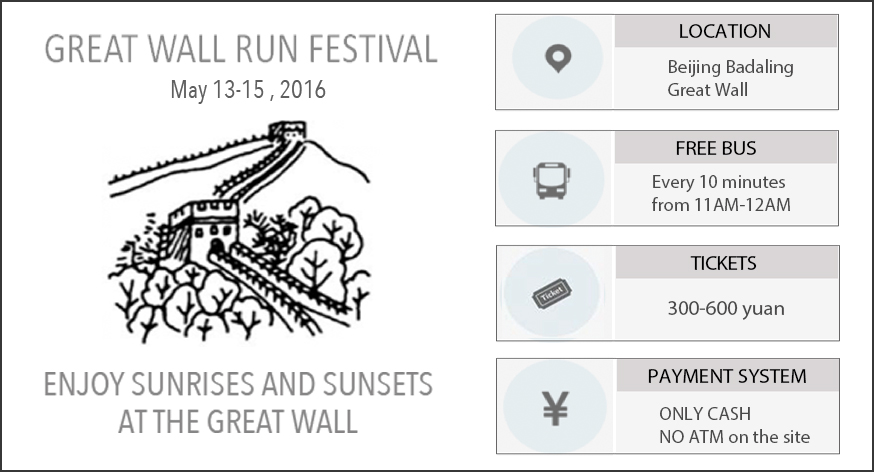 GREAT WALL RUN FESTIVAL
May 13-15 , 2016
ENJOY SUNRISES AND SUNSETS
AT THE GREAT WALL
LOCATION
Beijing Badaling
Great Wall
FREE BUS
Every 10 minutes
from 11AM-12AM
Ticket
TICKETS
300-600 yuan
¥
PAYMENT SYSTEM
ONLY CASH
NO ATM on the site